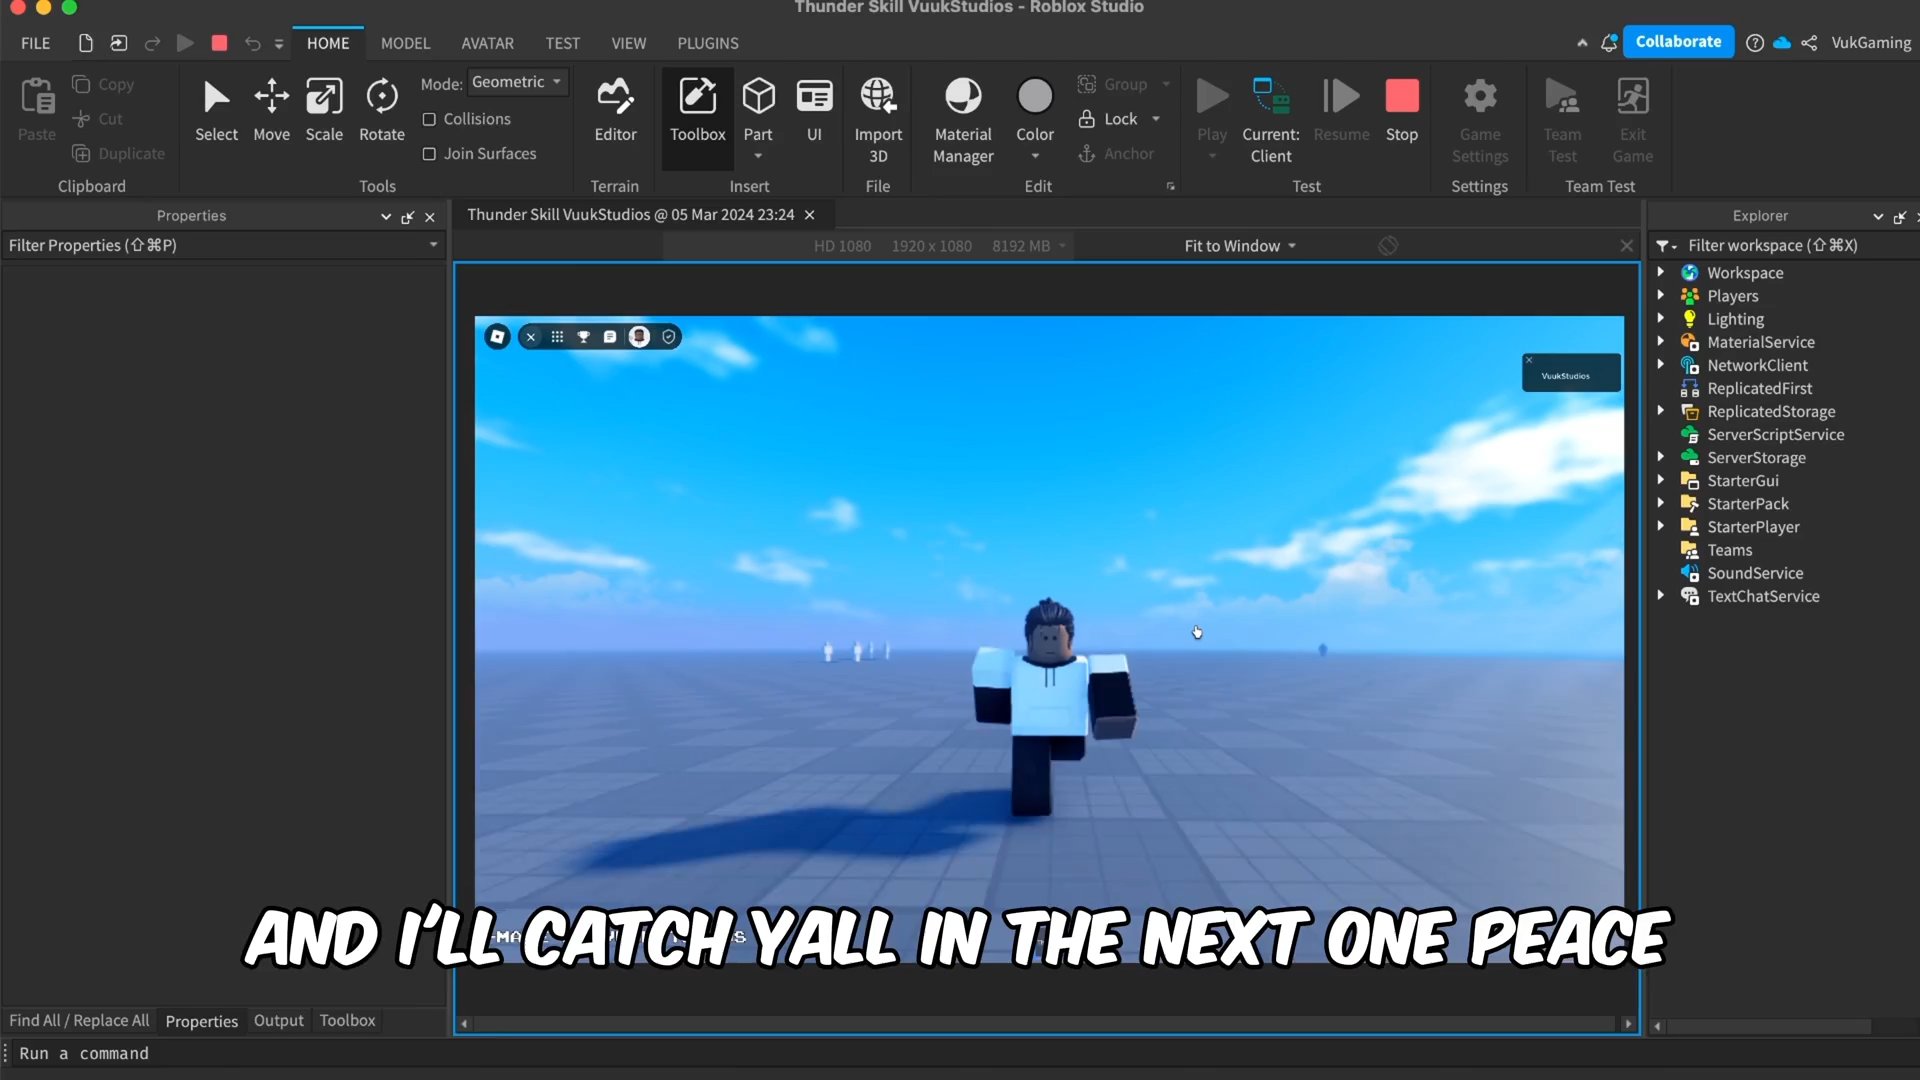 Thunder Skill VuukStudios - Roblox Studio
FILE HOME MODEL AVATAR TEST VIEW PLUGINS Collaborate VukGaming
Paste
Copy
Cut
Duplicate
Clipboard
Select Move Scale Rotate
Mode: Geometric
Collisions
Join Surfaces
Tools
Editor
Terrain
Toolbox Part UI
Insert
Import
3D
File
Material
Manager
Color
Group
Lock
Anchor
Edit
Play
Current:
Client
Resume
Stop
Test
Game
Settings
Settings
Team
Test
Exit
Game
Team Test
Properties
Filter Properties (⇧⌘P)
Thunder Skill VuukStudios @ 05 Mar 2024 23:24
HD 1080 1920 x 1080 8192 MB Fit to Window
VuukStudios
Explorer
Filter workspace (⇧⌘X)
Workspace
Players
Lighting
MaterialService
NetworkClient
ReplicatedFirst
ReplicatedStorage
ServerScriptService
ServerStorage
StarterGui
StarterPack
StarterPlayer
Teams
SoundService
TextChatService
AND I'LL CATCH YALL IN THE NEXT ONE PEACE
Find All / Replace All Properties Output Toolbox
Run a command